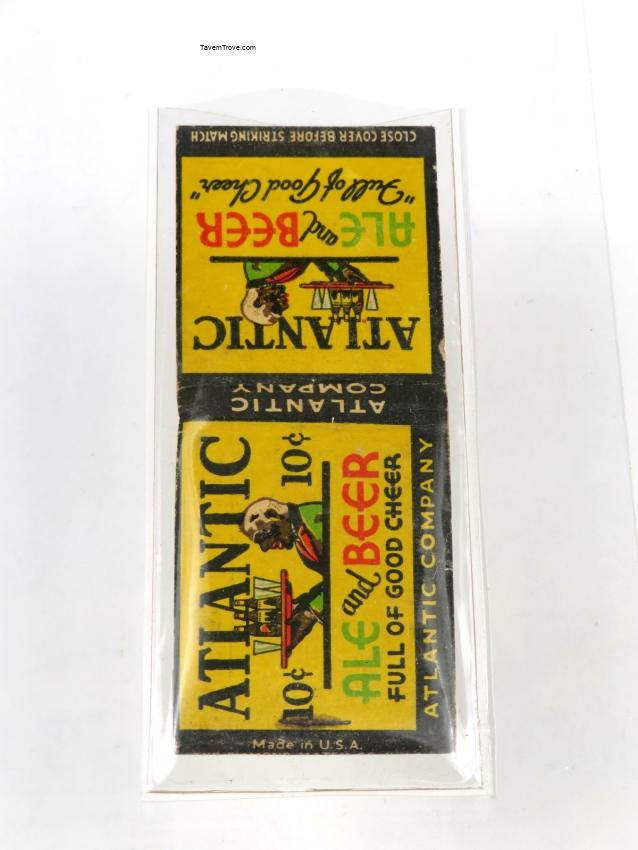 TavernTrove.com
CLOSE COVER BEFORE STRIKING MATCH
ATLANTIC
ALE and BEER
"Full of Good Cheer"
ATLANTIC
COMPANY
ATLANTIC
10¢ 10¢
ALE and BEER
FULL OF GOOD CHEER
ATLANTIC COMPANY
Made in U.S.A.